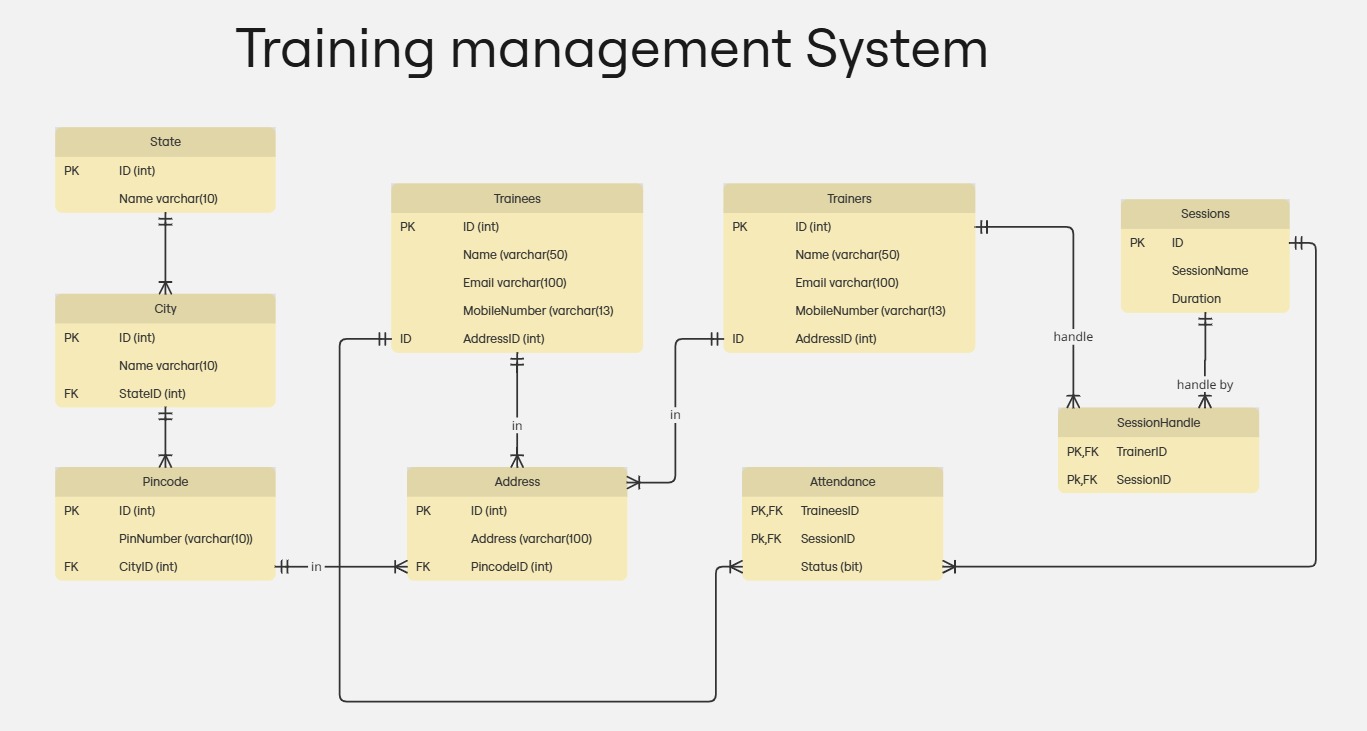 Training management System
State
PK ID (int)
Name varchar(10)
City
PK ID (int)
Name varchar(10)
FK StateID (int)
Pincode
PK ID (int)
PinNumber (varchar(10))
FK CityID (int)
in
Trainees
PK ID (int)
Name (varchar(50)
Email varchar(100)
MobileNumber (varchar(13)
ID AddressID (int)
in
Address
PK ID (int)
Address (varchar(100)
FK PincodeID (int)
in
Trainers
PK ID (int)
Name (varchar(50)
Email varchar(100)
MobileNumber (varchar(13)
ID AddressID (int)
Attendance
PK,FK TraineesID
Pk,FK SessionID
Status (bit)
handle
Sessions
PK ID
SessionName
Duration
handle by
SessionHandle
PK,FK TrainerID
Pk,FK SessionID